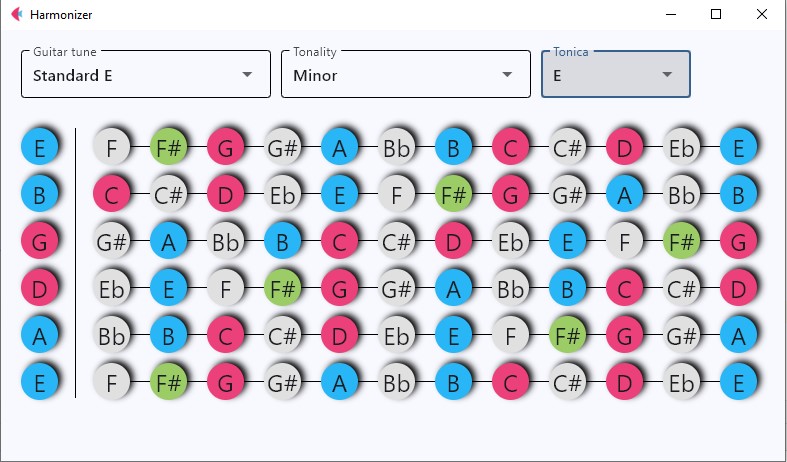 Harmonizer
Guitar tune Tonality Tonica
Standard E Minor E
E F F# G G# A Bb B C C# D Eb E
B C C# D Eb E F F# G G# A Bb B
G G# A Bb B C C# D Eb E F F# G
D Eb E F F# G G# A Bb B C C# D
A Bb B C C# D Eb E F F# G G# A
E F F# G G# A Bb B C C# D Eb E